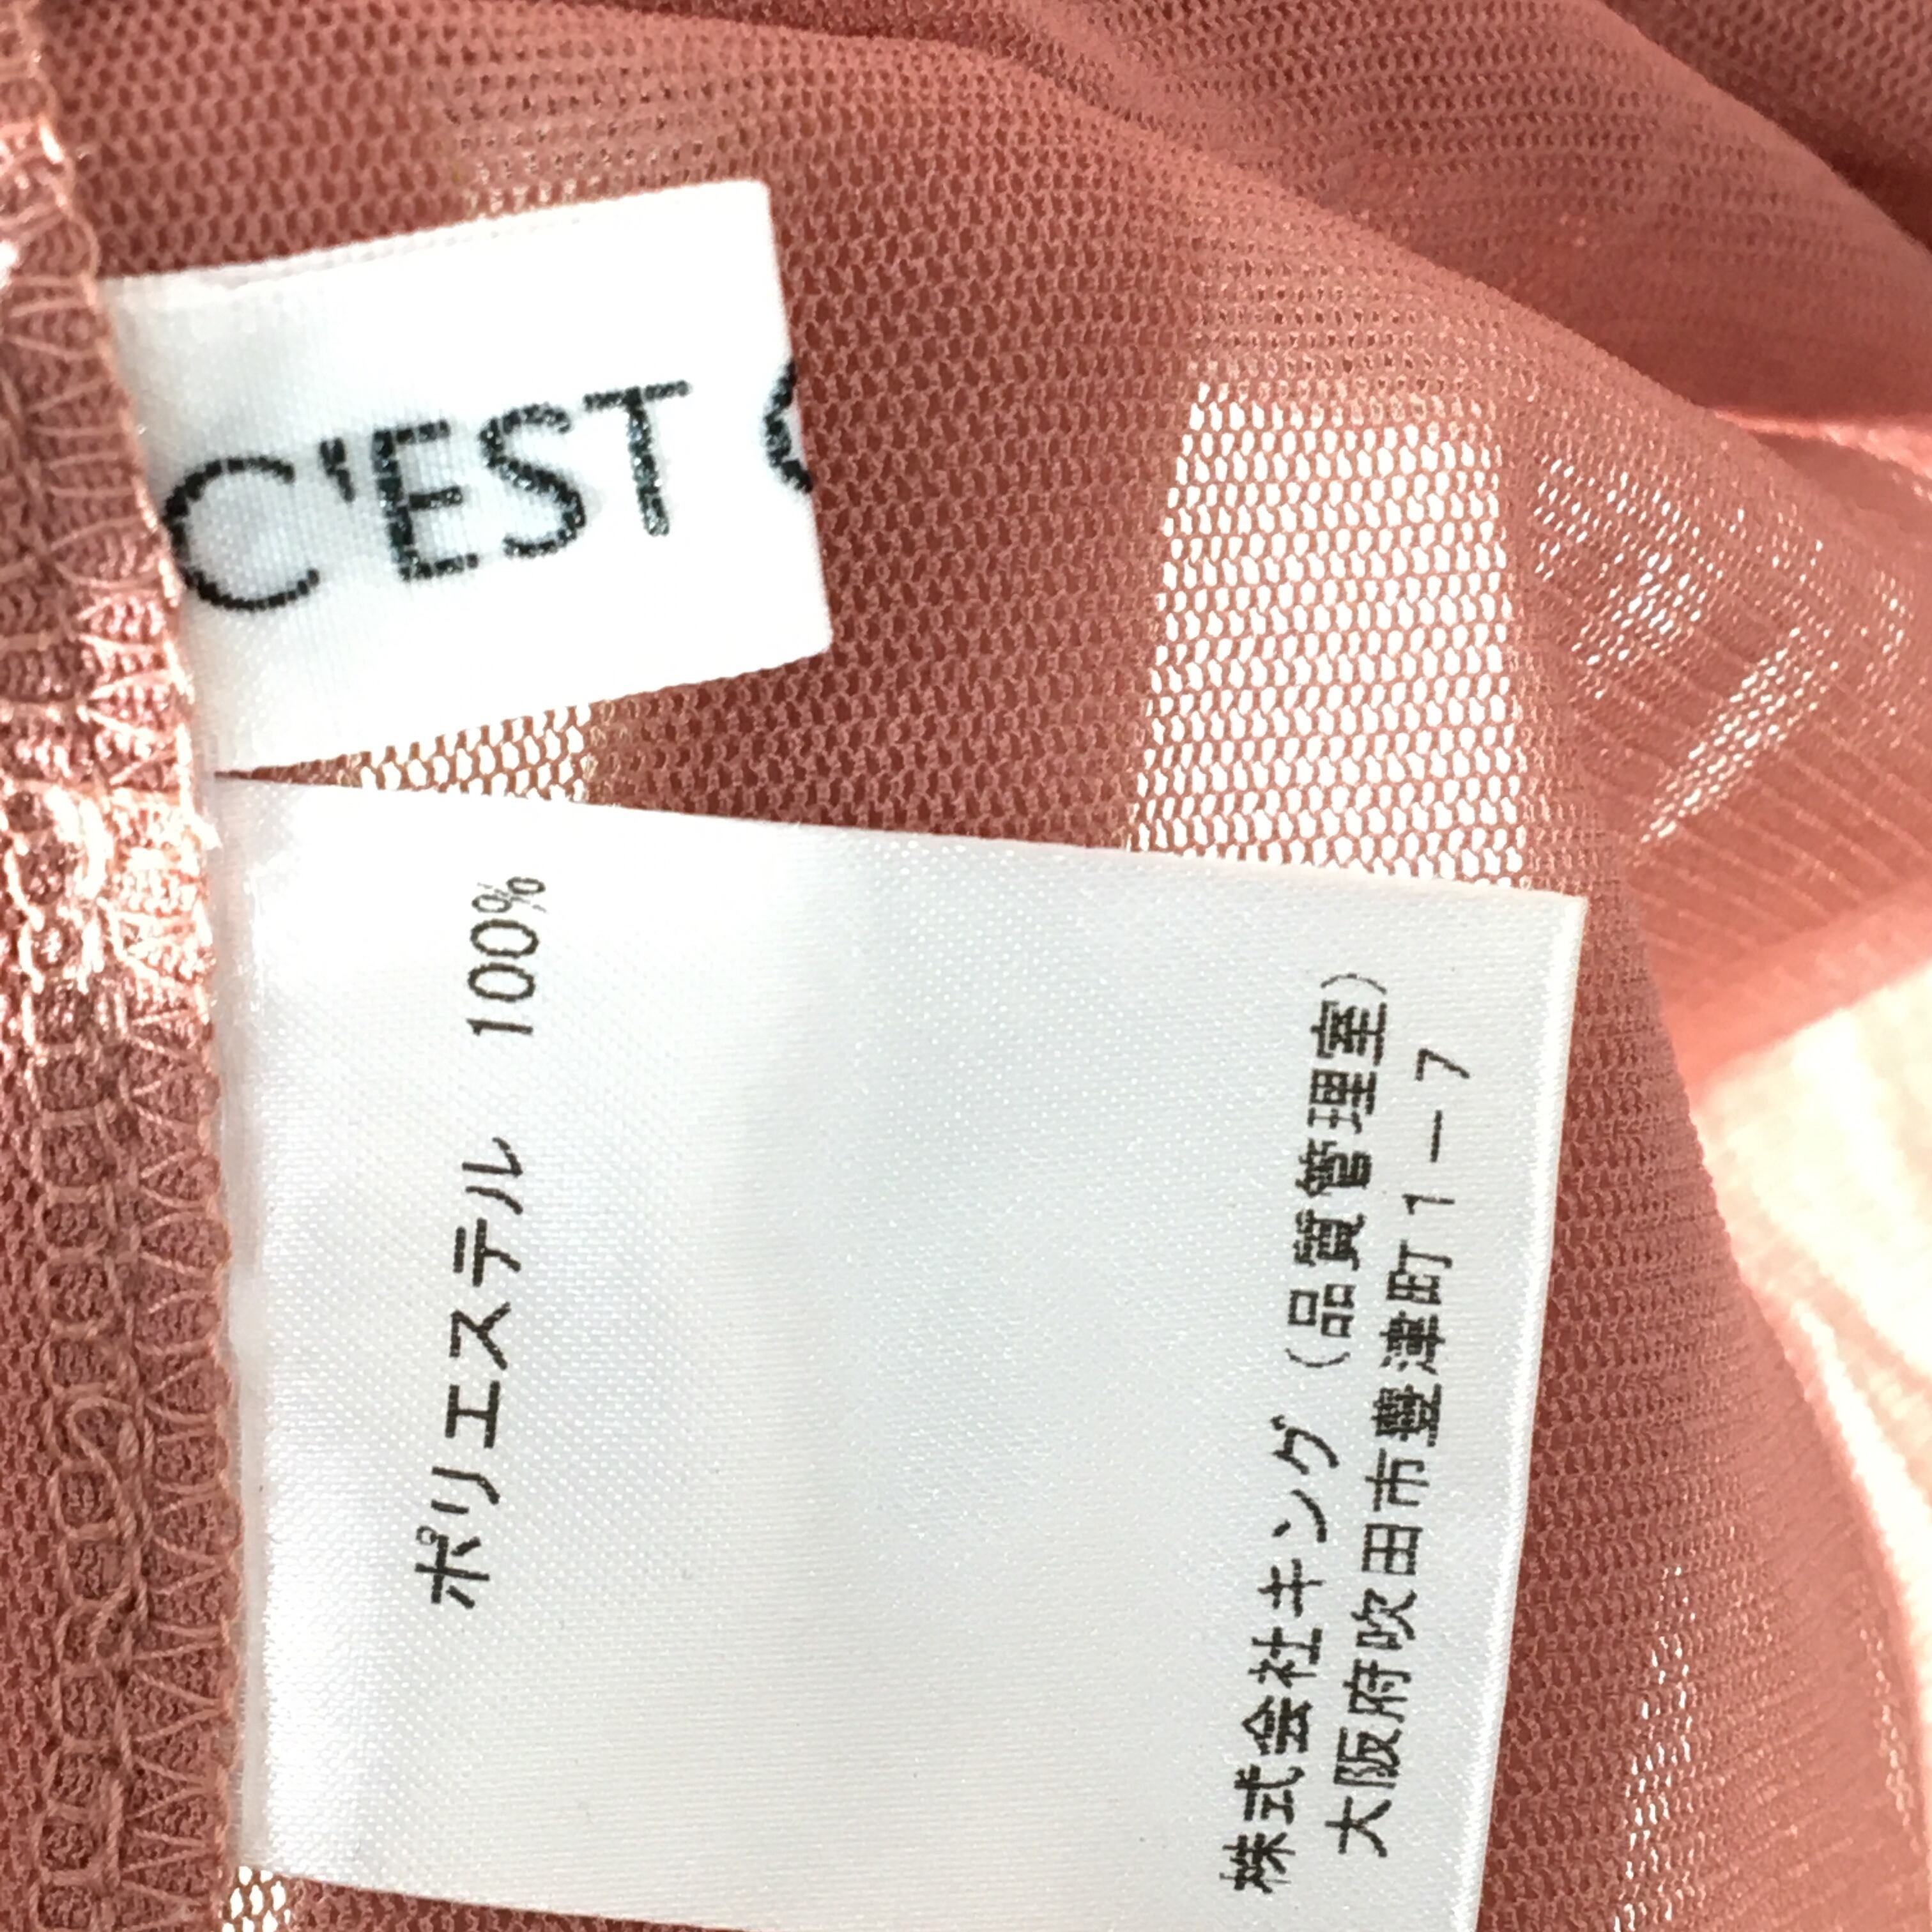 C'EST
ポリエステル 100%
株式会社キング（品質管理室）
大阪府吹田市豊津町1－7